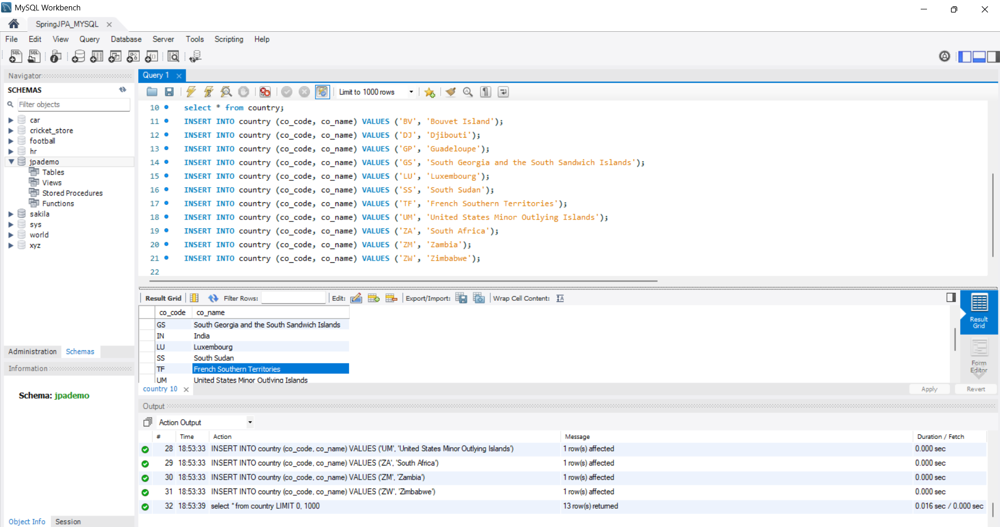 MySQL Workbench
SpringJPA_MYSQL
File Edit View Query Database Server Tools Scripting Help
Navigator
SCHEMAS
Filter objects
car
cricket_store
football
hr
jpademo
Tables
Views
Stored Procedures
Functions
sakila
sys
world
xyz
Administration Schemas
Information
Schema: jpademo
Object Info Session
Query 1
Limit to 1000 rows
10 select * from country;
11 INSERT INTO country (co_code, co_name) VALUES ('BV', 'Bouvet Island');
12 INSERT INTO country (co_code, co_name) VALUES ('DJ', 'Djibouti');
13 INSERT INTO country (co_code, co_name) VALUES ('GP', 'Guadeloupe');
14 INSERT INTO country (co_code, co_name) VALUES ('GS', 'South Georgia and the South Sandwich Islands');
15 INSERT INTO country (co_code, co_name) VALUES ('LU', 'Luxembourg');
16 INSERT INTO country (co_code, co_name) VALUES ('SS', 'South Sudan');
17 INSERT INTO country (co_code, co_name) VALUES ('TF', 'French Southern Territories');
18 INSERT INTO country (co_code, co_name) VALUES ('UM', 'United States Minor Outlying Islands');
19 INSERT INTO country (co_code, co_name) VALUES ('ZA', 'South Africa');
20 INSERT INTO country (co_code, co_name) VALUES ('ZM', 'Zambia');
21 INSERT INTO country (co_code, co_name) VALUES ('ZW', 'Zimbabwe');
22
Result Grid Filter Rows: Edit: Export/Import: Wrap Cell Content:
co_code co_name
GS South Georgia and the South Sandwich Islands
IN India
LU Luxembourg
SS South Sudan
TF French Southern Territories
UM United States Minor Outlying Islands
Result
Grid
Form
Editor
country 10
Apply Revert
Output
Action Output
# Time Action Message Duration / Fetch
28 18:53:33 INSERT INTO country (co_code, co_name) VALUES ('UM', 'United States Minor Outlying Islands') 1 row(s) affected 0.000 sec
29 18:53:33 INSERT INTO country (co_code, co_name) VALUES ('ZA', 'South Africa') 1 row(s) affected 0.000 sec
30 18:53:33 INSERT INTO country (co_code, co_name) VALUES ('ZM', 'Zambia') 1 row(s) affected 0.000 sec
31 18:53:33 INSERT INTO country (co_code, co_name) VALUES ('ZW', 'Zimbabwe') 1 row(s) affected 0.000 sec
32 18:53:39 select * from country LIMIT 0, 1000 13 row(s) returned 0.016 sec / 0.000 sec